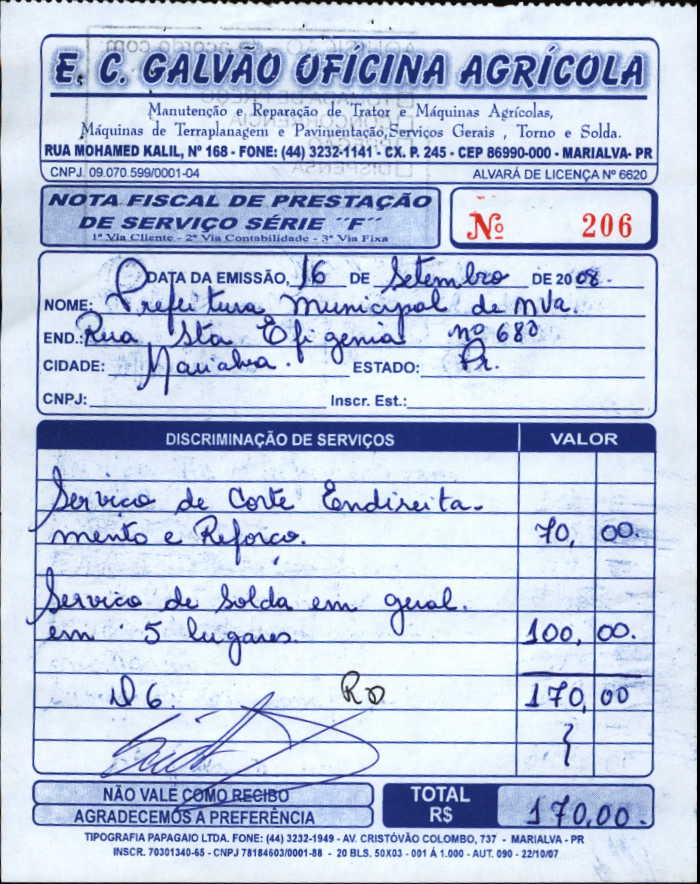 E. C. GALVÃO OFICINA AGRÍCOLA
Manutenção e Reparação de Trator e Máquinas Agrícolas,
Máquinas de Terraplanagem e Pavimentação,Serviços Gerais , Torno e Solda.
RUA MOHAMED KALIL, Nº 168 - FONE: (44) 3232-1141 - CX. P. 245 - CEP 86990-000 - MARIALVA- PR
CNPJ. 09.070.599/0001-04 ALVARÁ DE LICENÇA Nº 6620
NOTA FISCAL DE PRESTAÇÃO
DE SERVIÇO SÉRIE "F"
1ª Via Cliente - 2ª Via Contabilidade - 3ª Via Fixa
Nº 206
DATA DA EMISSÃO, 16 DE Setembro DE 2008.
NOME: Prefeitura municipal de mva.
END.: Rua Sta Efigenia nº 680
CIDADE: Marialva. ESTADO: Pr.
CNPJ: Inscr. Est.:
DISCRIMINAÇÃO DE SERVIÇOS VALOR
Servico de Corte Endireita-
mento e Reforco. 70,00.
Servico de Solda em geral.
em 5 lugares. 100,00.
D6. RD 170,00
NÃO VALE COMO RECIBO
AGRADECEMOS A PREFERÊNCIA
TOTAL
R$ 170,00.
TIPOGRAFIA PAPAGAIO LTDA. FONE: (44) 3232-1949 - AV. CRISTÓVÃO COLOMBO, 737 - MARIALVA - PR
INSCR. 70301340-65 - CNPJ 78184603/0001-88 - 20 BLS. 50X03 - 001 Á 1.000 - AUT. 090 - 22/10/07